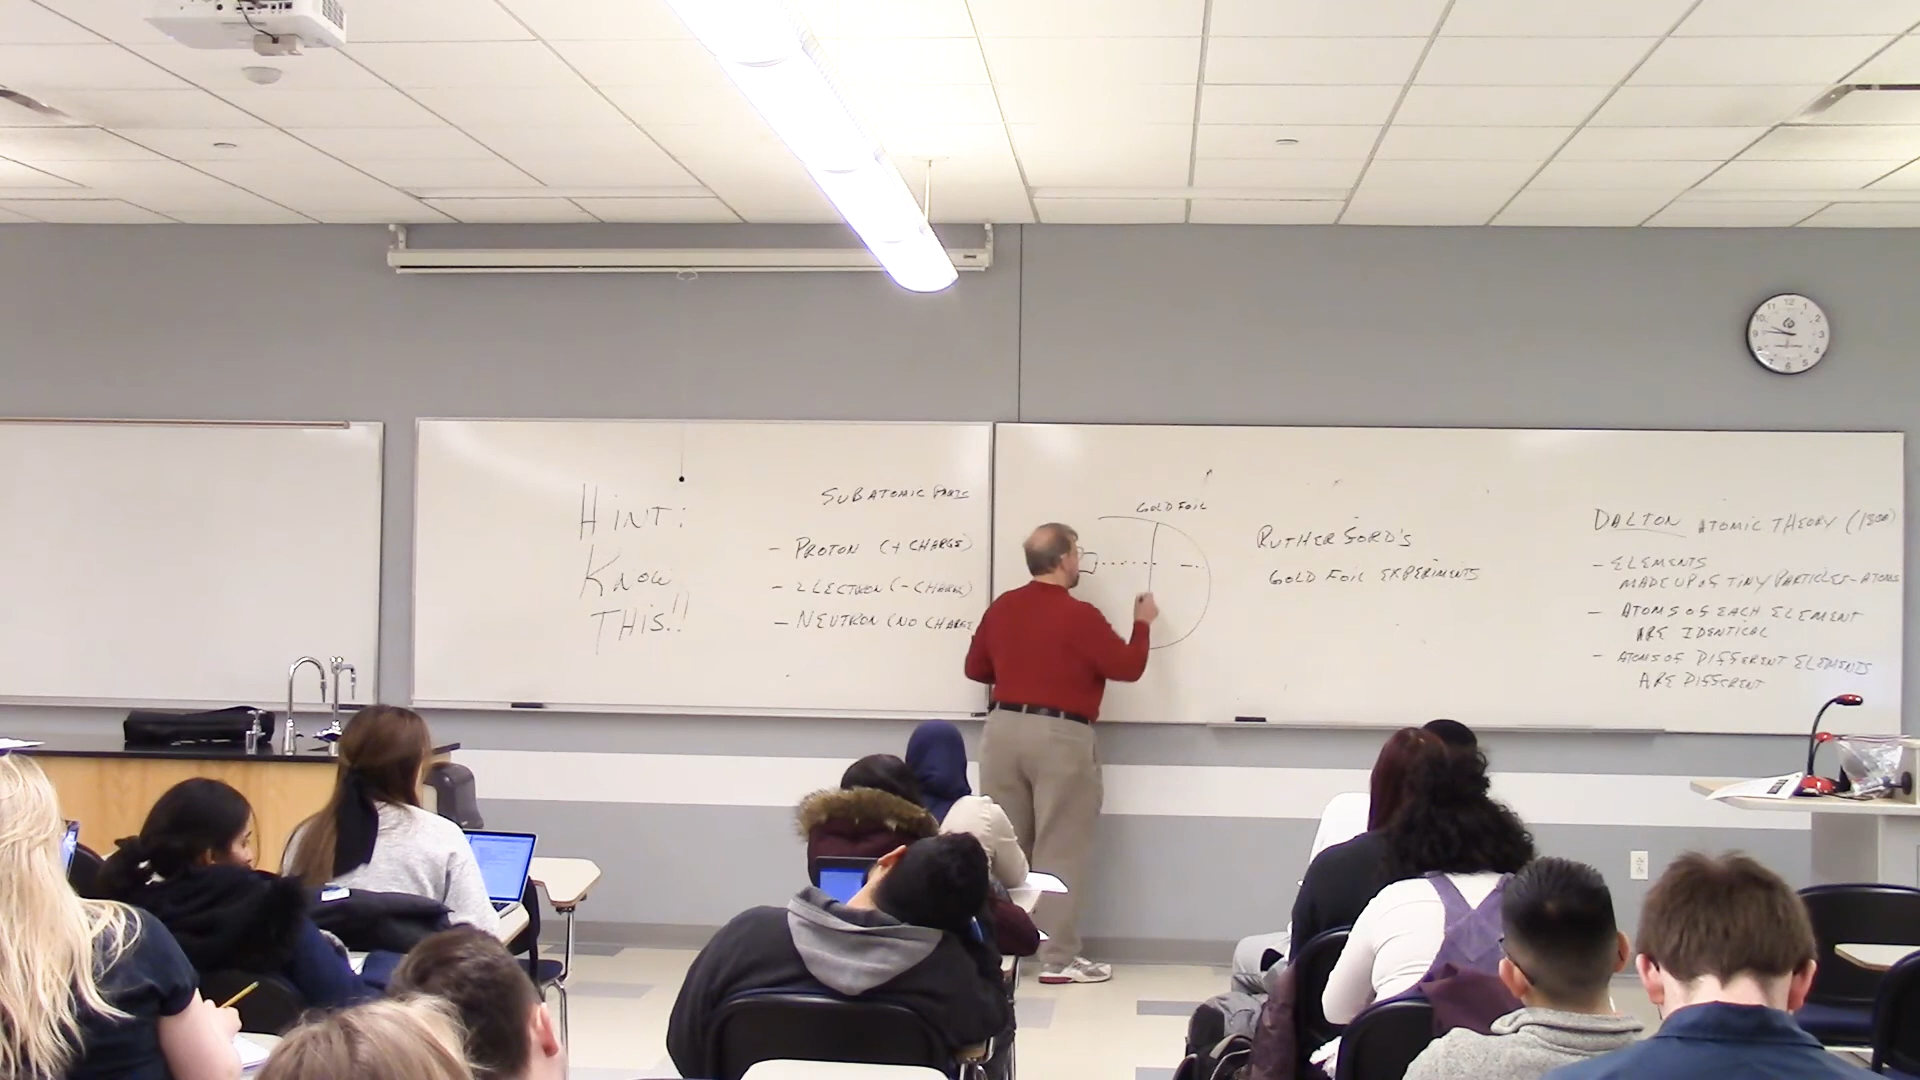 HINT:
KNOW
THIS!!
SUBATOMIC PARTS
- PROTON (+ CHARGE)
- ELECTRON (- CHARGE)
- NEUTRON (NO CHARGE
GOLD FOIL
RUTHERFORD'S
GOLD FOIL EXPERIMENTS
DALTON ATOMIC THEORY (1808)
- ELEMENTS
MADE UP OF TINY PARTICLES - ATOMS
- ATOMS OF EACH ELEMENT
ARE IDENTICAL
- ATOMS OF DIFFERENT ELEMENTS
ARE DIFFERENT